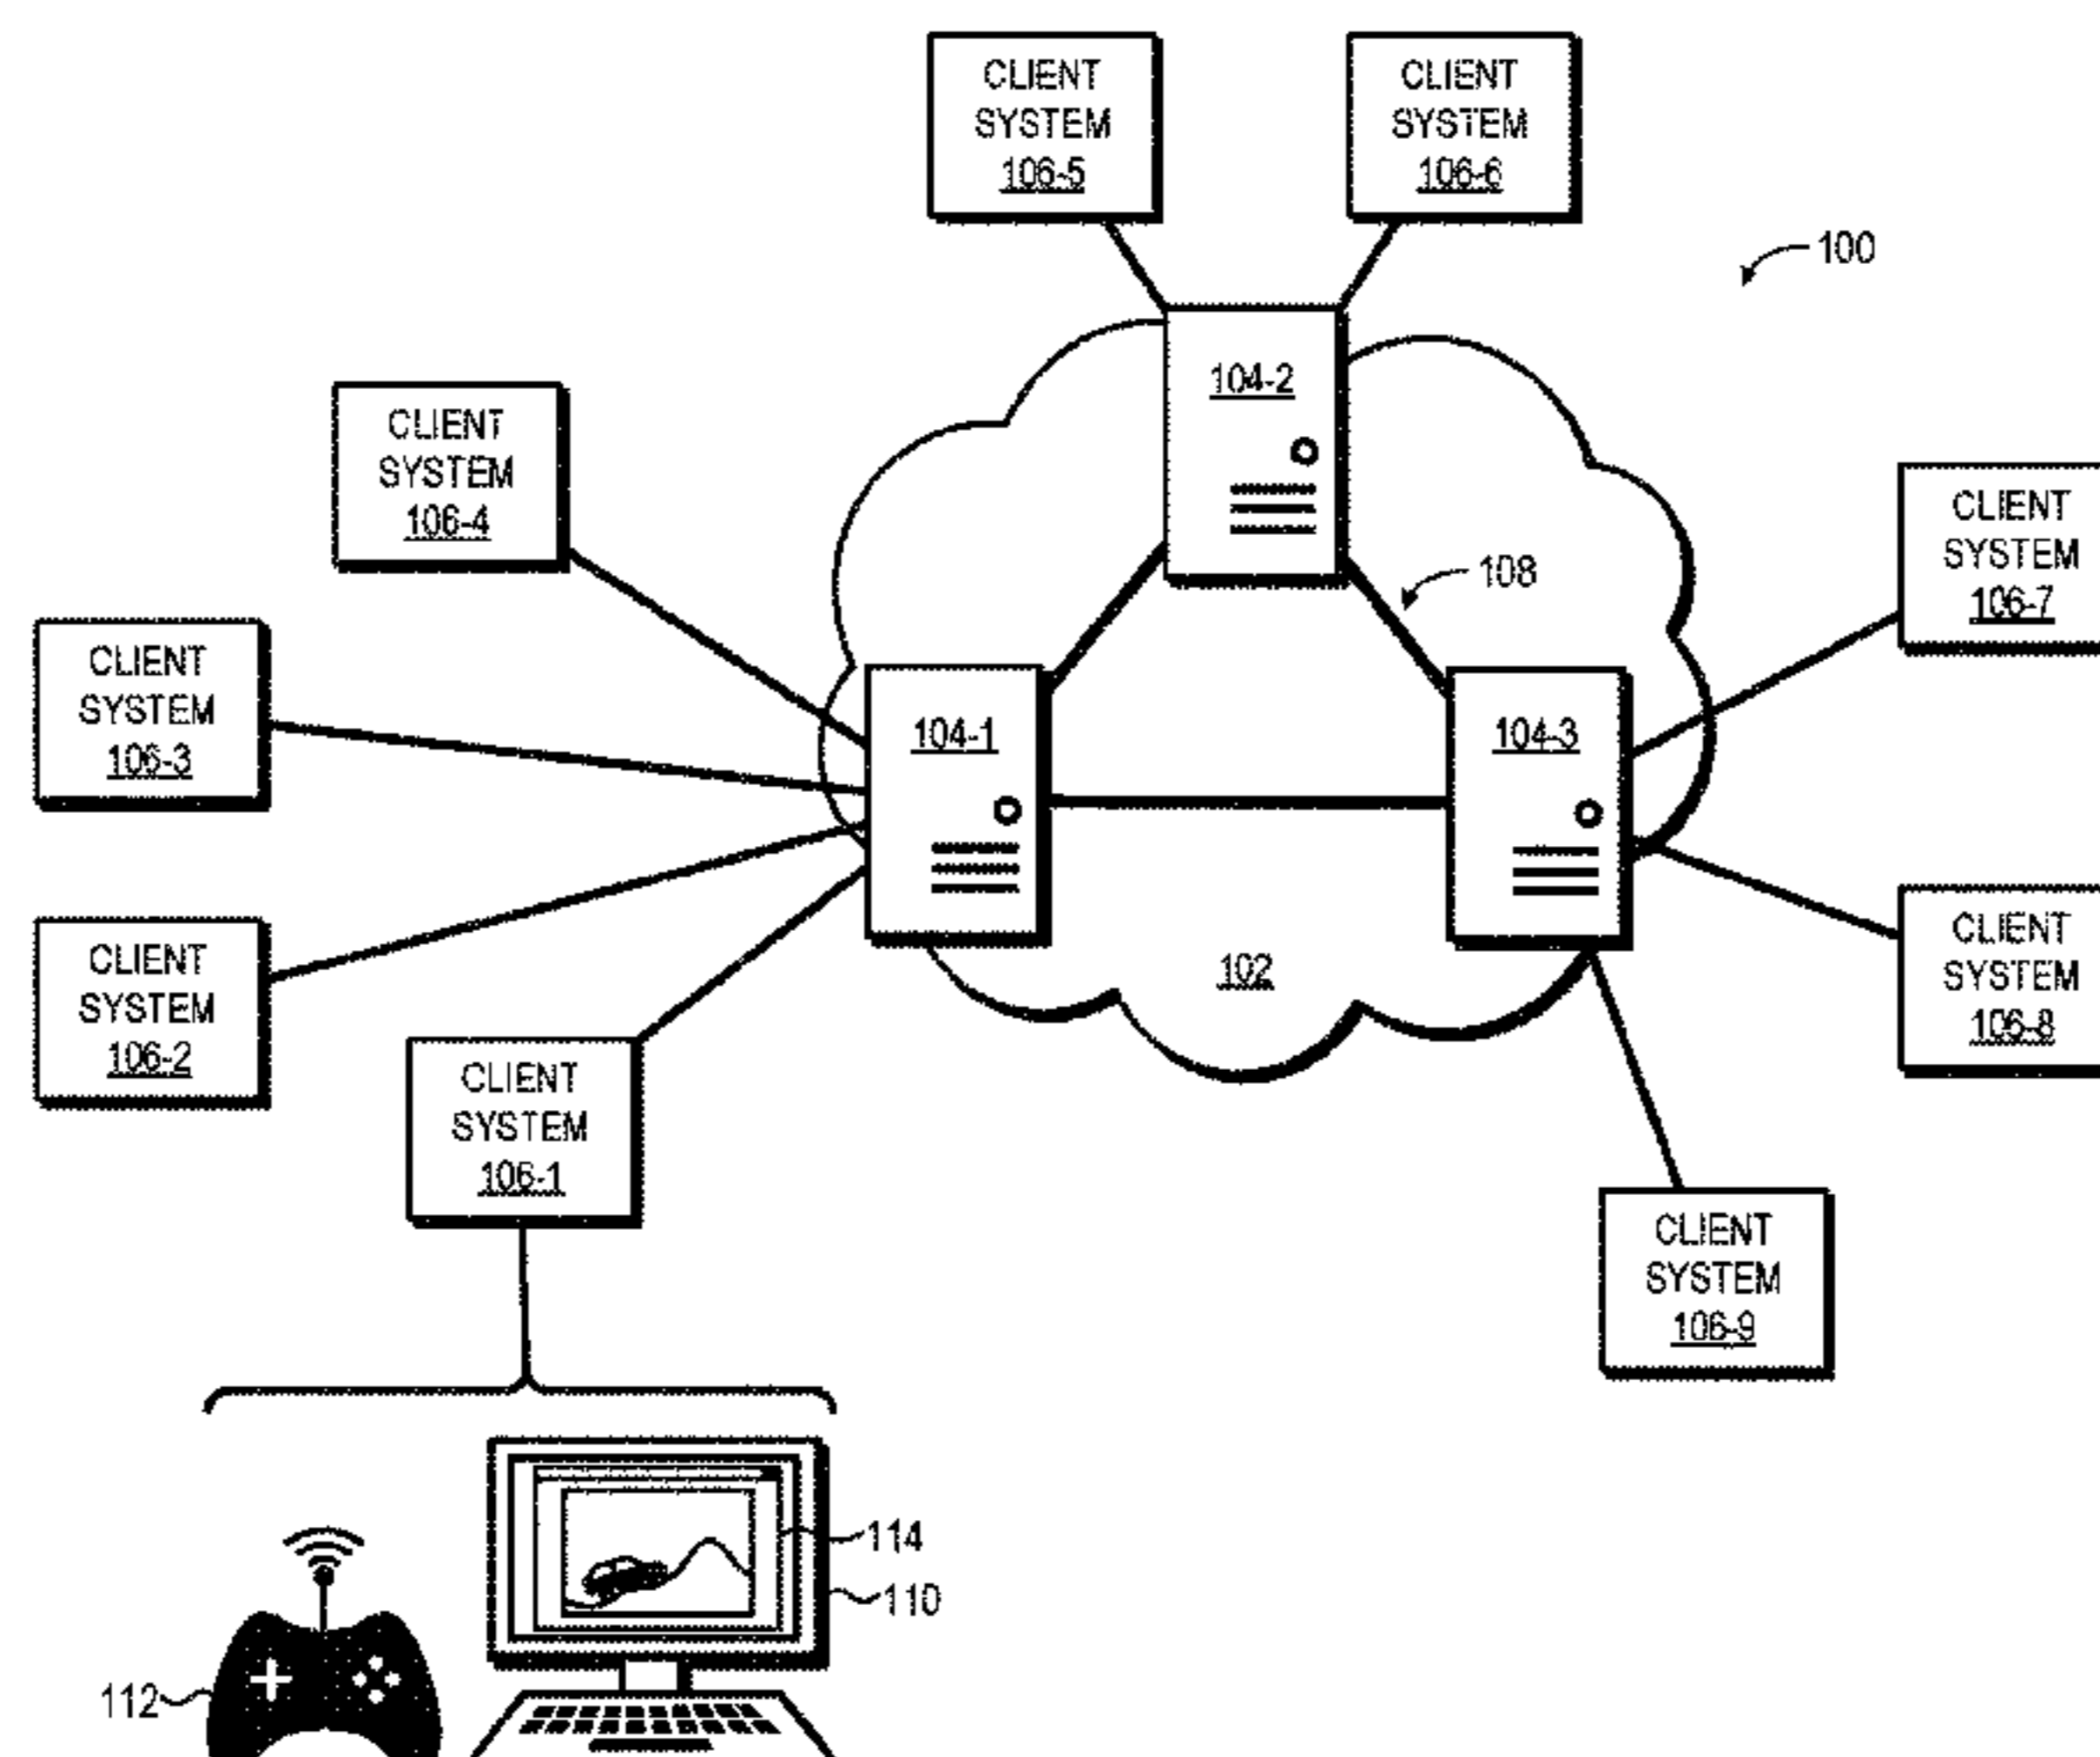 CLIENT
SYSTEM
106-5
CLIENT
SYSTEM
106-6
100
104-2
CLIENT
SYSTEM
106-4
CLIENT
SYSTEM
106-7
108
CLIENT
SYSTEM
106-3
104-1
104-3
CLIENT
SYSTEM
106-2
102
CLIENT
SYSTEM
106-8
CLIENT
SYSTEM
106-1
CLIENT
SYSTEM
106-9
114
110
112